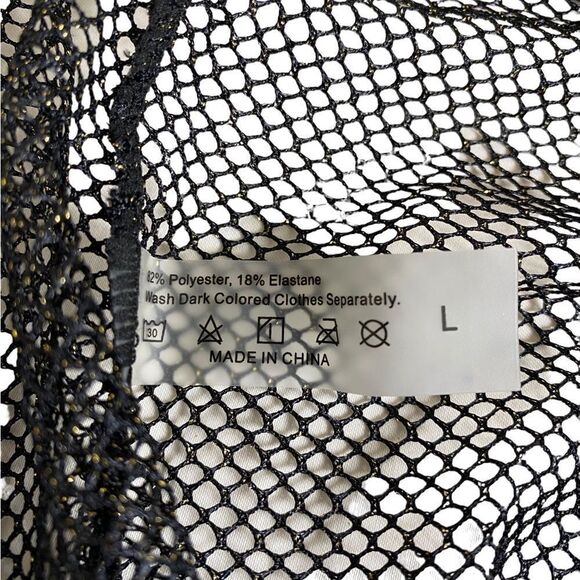 82% Polyester, 18% Elastane
Wash Dark Colored Clothes Separately.
30
L
MADE IN CHINA